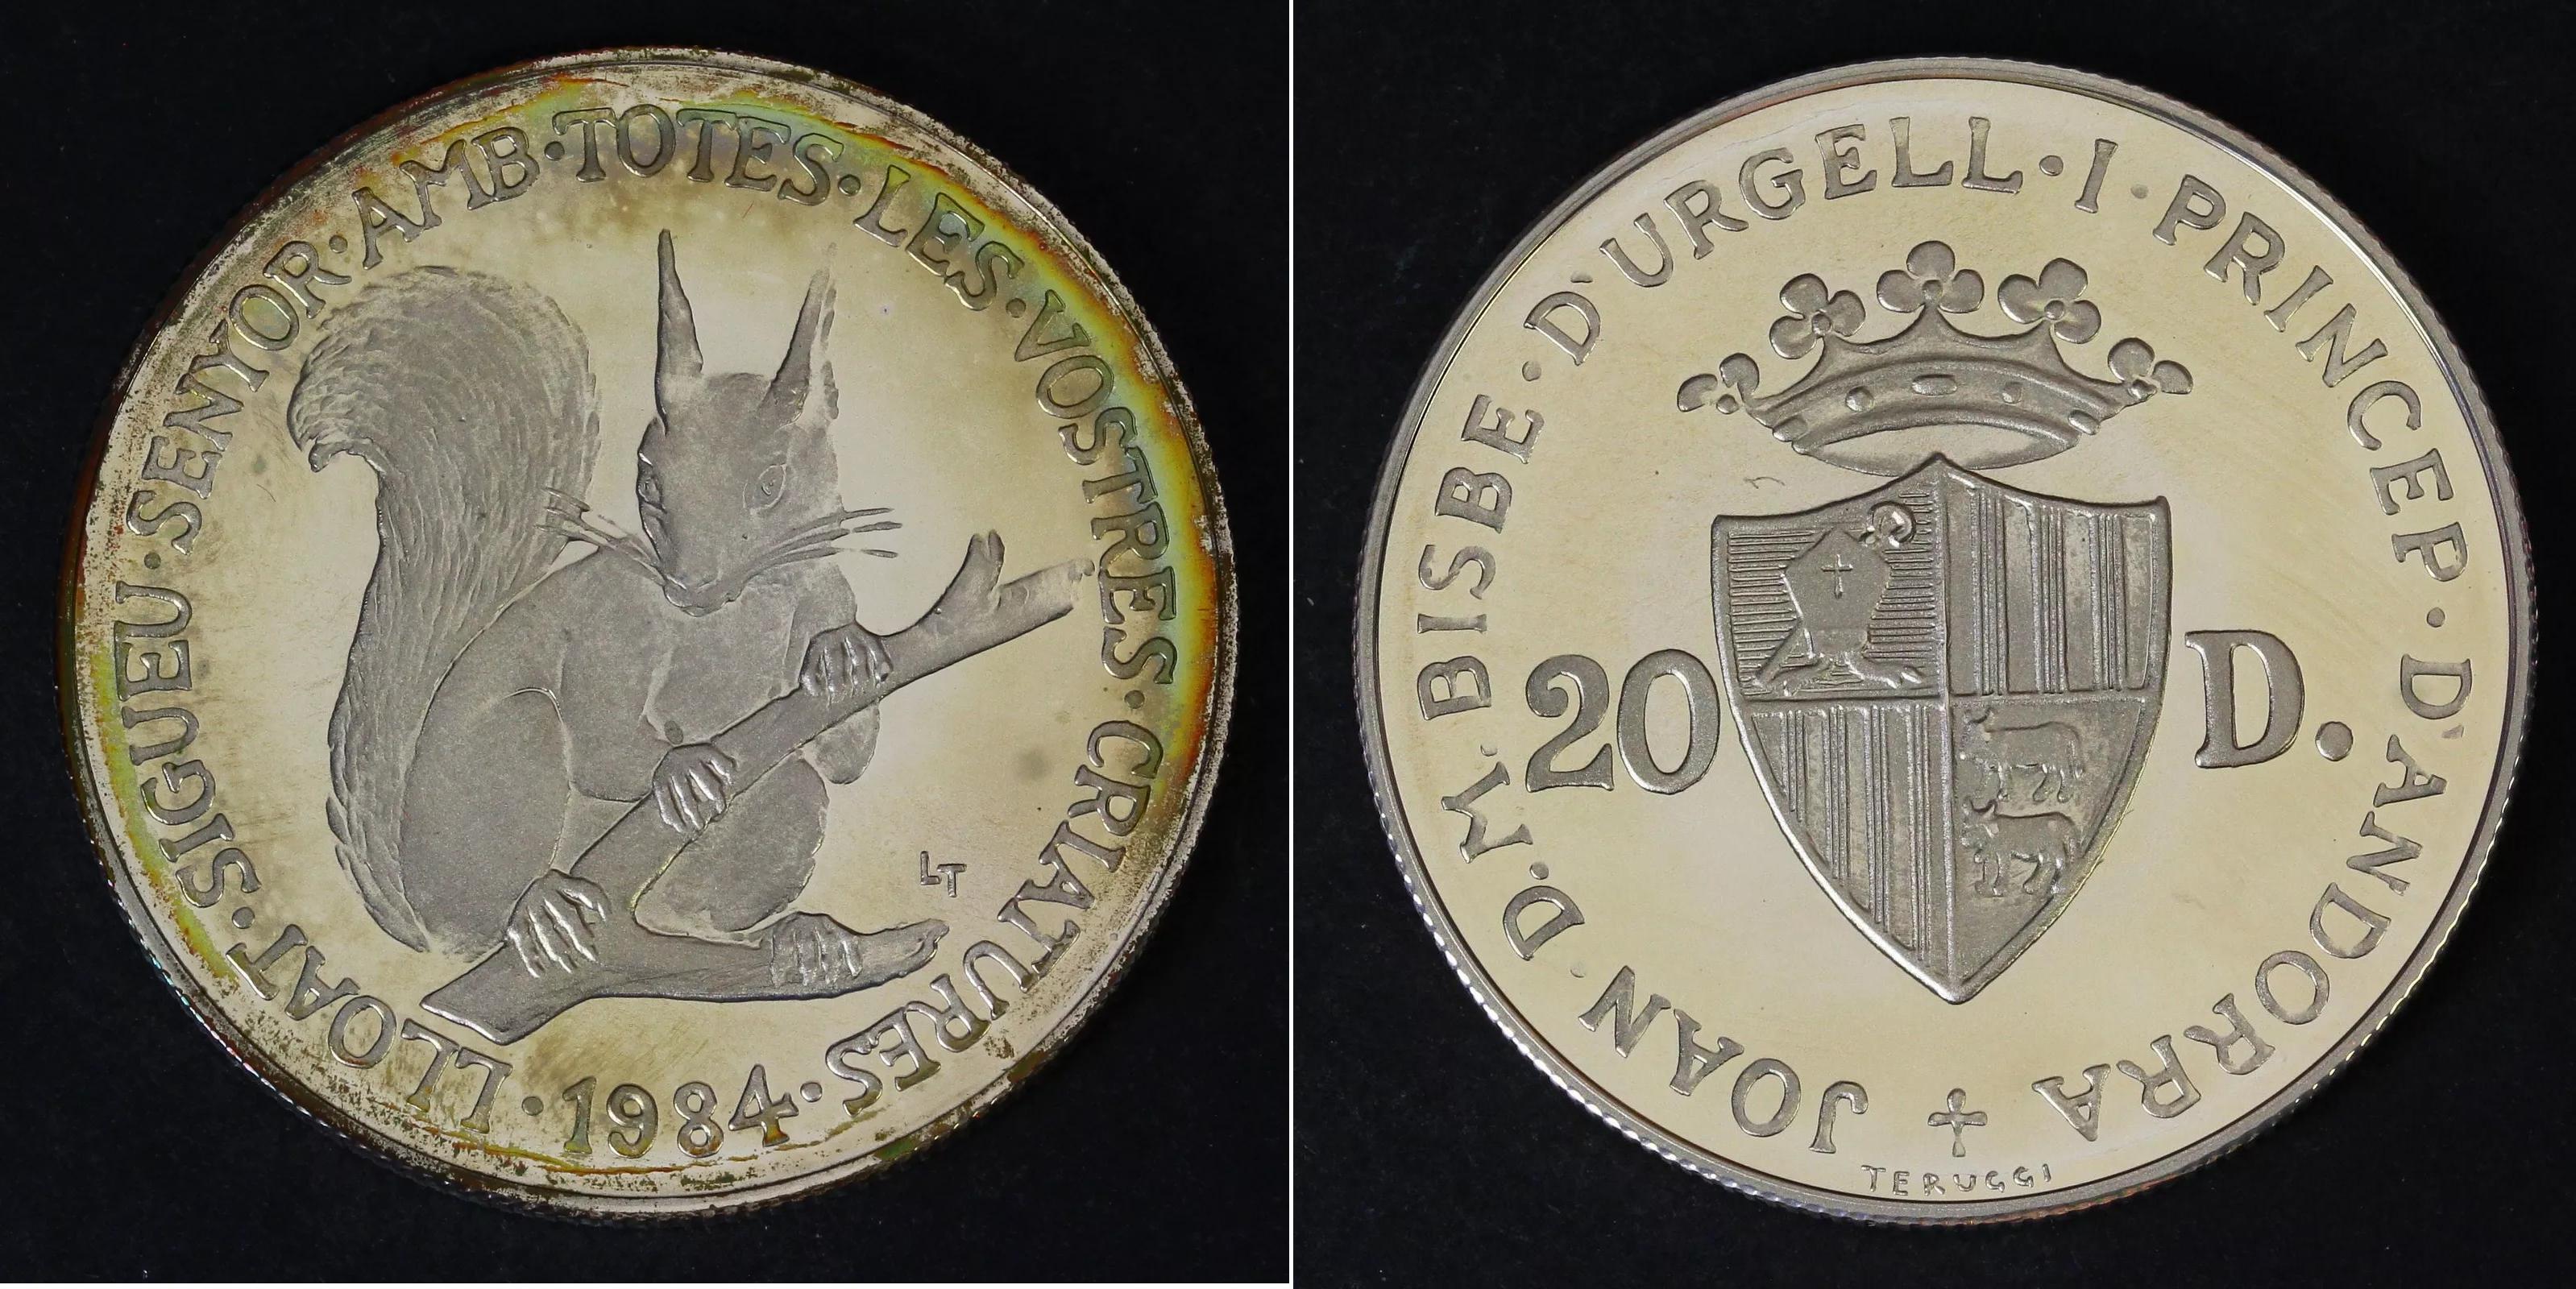 LLOAT · SIGUEU · SENYOR · AMB · TOTES · LES · VOSTRES · CRIATURES · 1984 ·
LT
JOAN · D.M. BISBE · D'URGELL · I · PRINCEP · D'ANDORRA
20 D.
TERUGGI